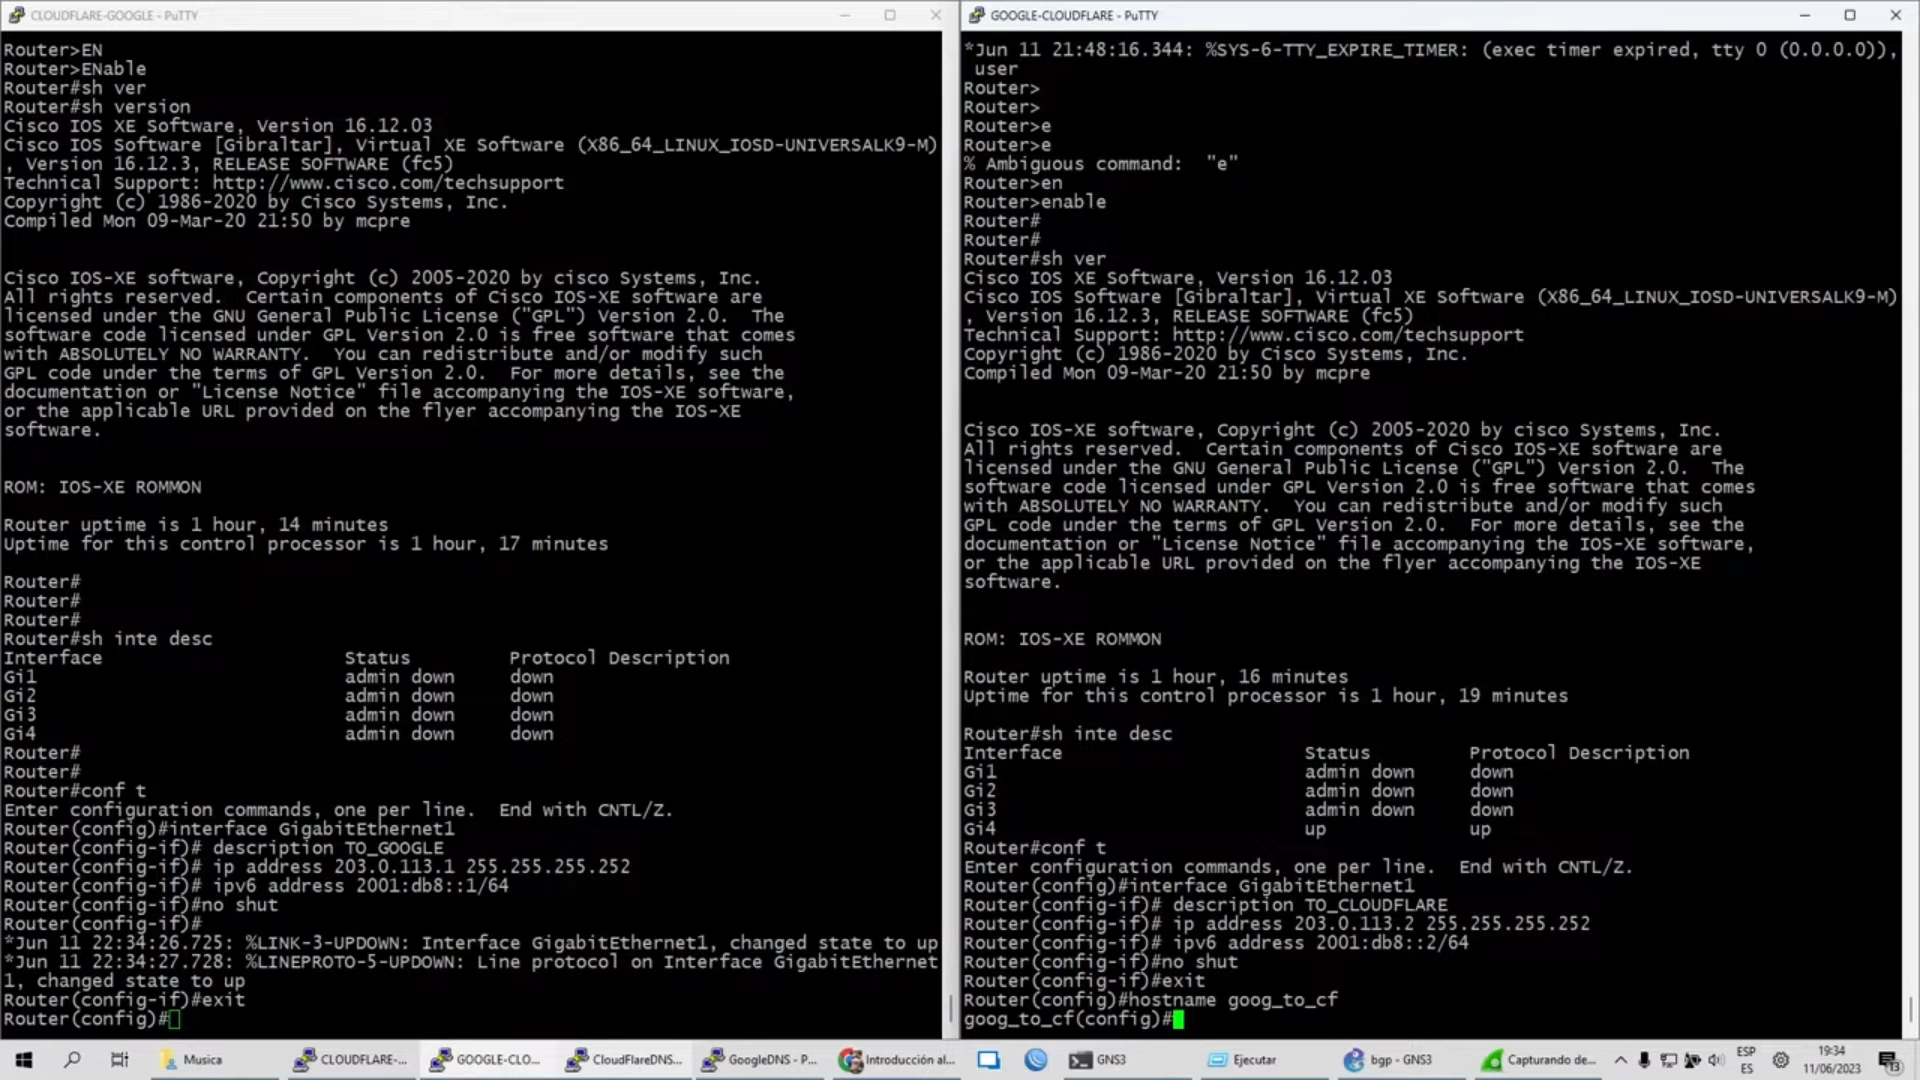 CLOUDFLARE-GOOGLE - PuTTY
Router>EN
Router>ENable
Router#sh ver
Router#sh version
Cisco IOS XE Software, Version 16.12.03
Cisco IOS Software [Gibraltar], Virtual XE Software (X86_64_LINUX_IOSD-UNIVERSALK9-M)
, Version 16.12.3, RELEASE SOFTWARE (fc5)
Technical Support: http://www.cisco.com/techsupport
Copyright (c) 1986-2020 by Cisco Systems, Inc.
Compiled Mon 09-Mar-20 21:50 by mcpre
Cisco IOS-XE software, Copyright (c) 2005-2020 by cisco Systems, Inc.
All rights reserved.  Certain components of Cisco IOS-XE software are
licensed under the GNU General Public License ("GPL") Version 2.0.  The
software code licensed under GPL Version 2.0 is free software that comes
with ABSOLUTELY NO WARRANTY.  You can redistribute and/or modify such
GPL code under the terms of GPL Version 2.0.  For more details, see the
documentation or "License Notice" file accompanying the IOS-XE software,
or the applicable URL provided on the flyer accompanying the IOS-XE
software.
ROM: IOS-XE ROMMON
Router uptime is 1 hour, 14 minutes
Uptime for this control processor is 1 hour, 17 minutes
Router#
Router#
Router#
Router#sh inte desc
Interface Status Protocol Description
Gi1 admin down down
Gi2 admin down down
Gi3 admin down down
Gi4 admin down down
Router#
Router#
Router#conf t
Enter configuration commands, one per line.  End with CNTL/Z.
Router(config)#interface GigabitEthernet1
Router(config-if)# description TO_GOOGLE
Router(config-if)# ip address 203.0.113.1 255.255.255.252
Router(config-if)# ipv6 address 2001:db8::1/64
Router(config-if)#no shut
Router(config-if)#
*Jun 11 22:34:26.725: %LINK-3-UPDOWN: Interface GigabitEthernet1, changed state to up
*Jun 11 22:34:27.728: %LINEPROTO-5-UPDOWN: Line protocol on Interface GigabitEthernet
1, changed state to up
Router(config-if)#exit
Router(config)#
GOOGLE-CLOUDFLARE - PuTTY
*Jun 11 21:48:16.344: %SYS-6-TTY_EXPIRE_TIMER: (exec timer expired, tty 0 (0.0.0.0)),
user
Router>
Router>
Router>e
Router>e
% Ambiguous command:  "e"
Router>en
Router>enable
Router#
Router#
Router#sh ver
Cisco IOS XE Software, Version 16.12.03
Cisco IOS Software [Gibraltar], Virtual XE Software (X86_64_LINUX_IOSD-UNIVERSALK9-M)
, Version 16.12.3, RELEASE SOFTWARE (fc5)
Technical Support: http://www.cisco.com/techsupport
Copyright (c) 1986-2020 by Cisco Systems, Inc.
Compiled Mon 09-Mar-20 21:50 by mcpre
Cisco IOS-XE software, Copyright (c) 2005-2020 by cisco Systems, Inc.
All rights reserved.  Certain components of Cisco IOS-XE software are
licensed under the GNU General Public License ("GPL") Version 2.0.  The
software code licensed under GPL Version 2.0 is free software that comes
with ABSOLUTELY NO WARRANTY.  You can redistribute and/or modify such
GPL code under the terms of GPL Version 2.0.  For more details, see the
documentation or "License Notice" file accompanying the IOS-XE software,
or the applicable URL provided on the flyer accompanying the IOS-XE
software.
ROM: IOS-XE ROMMON
Router uptime is 1 hour, 16 minutes
Uptime for this control processor is 1 hour, 19 minutes
Router#sh inte desc
Interface Status Protocol Description
Gi1 admin down down
Gi2 admin down down
Gi3 admin down down
Gi4 up up
Router#conf t
Enter configuration commands, one per line.  End with CNTL/Z.
Router(config)#interface GigabitEthernet1
Router(config-if)# description TO_CLOUDFLARE
Router(config-if)# ip address 203.0.113.2 255.255.255.252
Router(config-if)# ipv6 address 2001:db8::2/64
Router(config-if)#no shut
Router(config-if)#exit
Router(config)#hostname goog_to_cf
goog_to_cf(config)#
Musica
CLOUDFLARE-...
GOOGLE-CLO...
CloudFlareDNS...
GoogleDNS - P...
Introducción al...
GNS3
Ejecutar
bgp - GNS3
Capturando de...
ESP
ES
19:34
11/06/2023
13